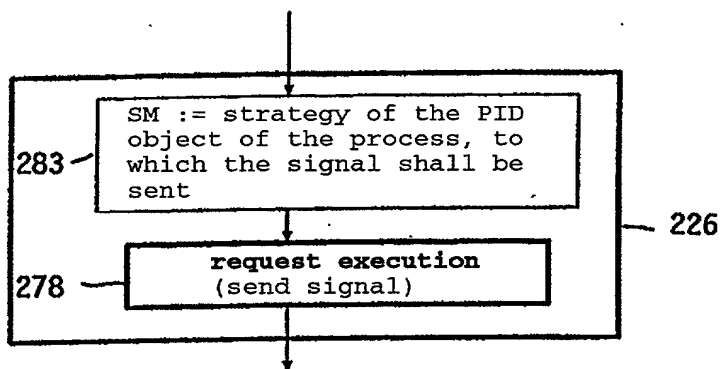 SM := strategy of the PID
object of the process, to
which the signal shall be
sent
283
226
request execution
(send signal)
278